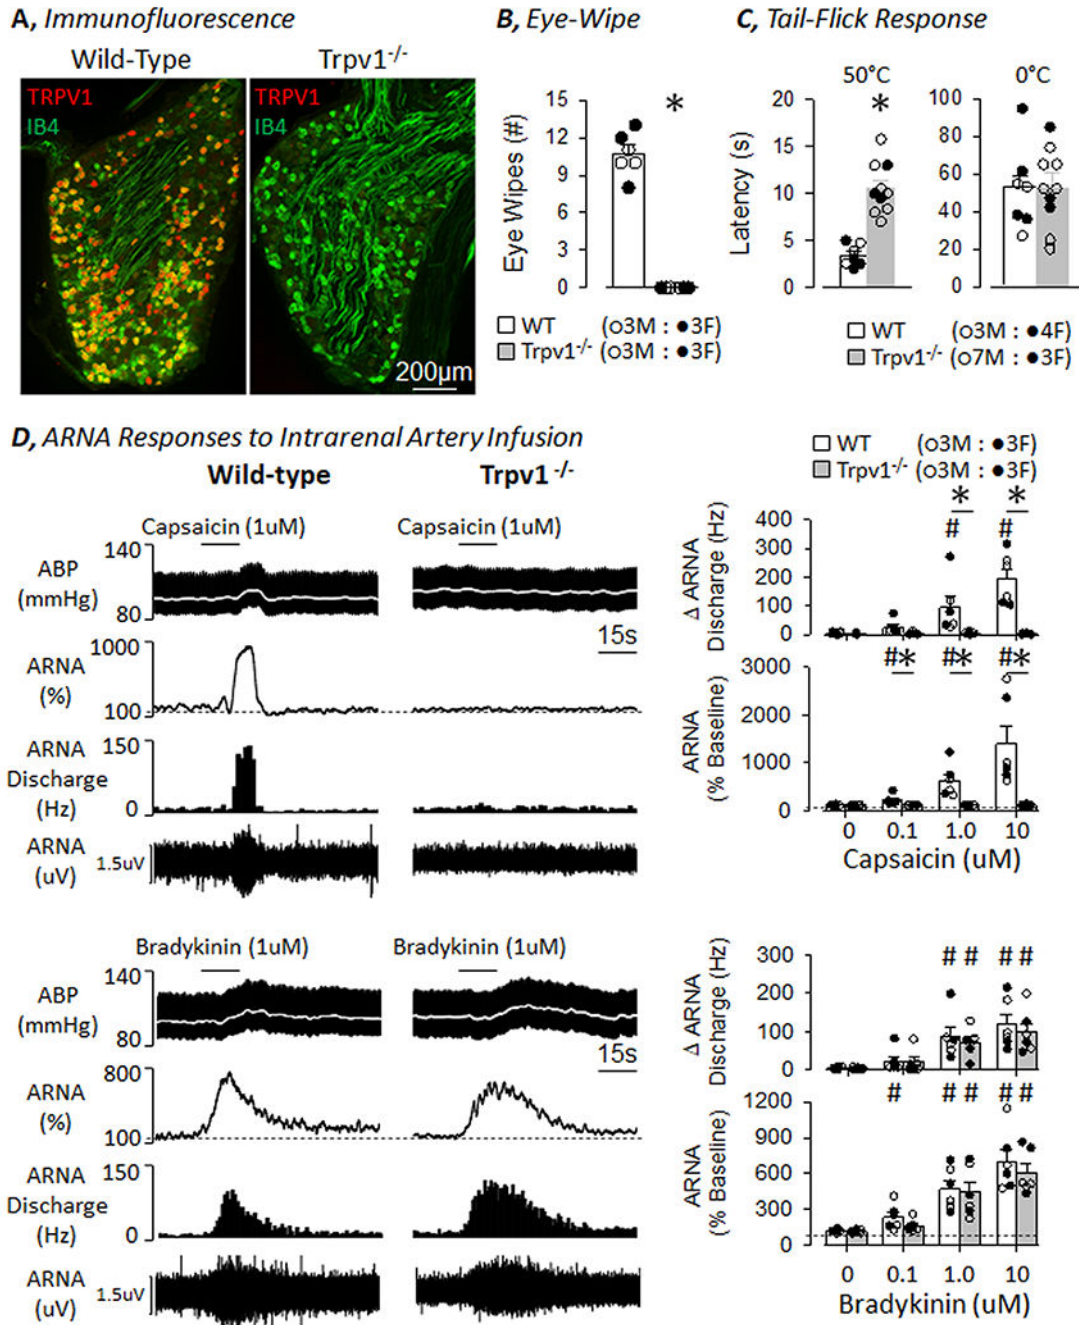 A, Immunofluorescence
Wild-Type
Trpv1-/-
TRPV1
IB4
TRPV1
IB4
200µm
B, Eye-Wipe
Eye Wipes (#)
15
12
9
6
3
0
*
WT (o3M : ●3F)
Trpv1-/- (o3M : ●3F)
C, Tail-Flick Response
50°C
0°C
Latency (s)
20
15
10
5
0
*
100
80
60
40
20
0
WT (o3M : ●4F)
Trpv1-/- (o7M : ●3F)
D, ARNA Responses to Intrarenal Artery Infusion
Wild-type
Trpv1 -/-
Capsaicin (1uM)
Capsaicin (1uM)
ABP
(mmHg)
140
80
15s
ARNA
(%)
1000
100
ARNA
Discharge
(Hz)
150
0
ARNA
(uV)
1.5uV
WT (o3M : ●3F)
Trpv1-/- (o3M : ●3F)
Δ ARNA
Discharge (Hz)
400
300
200
100
0
* *
# #
ARNA
(% Baseline)
3000
2000
1000
0
#* #* #*
0 0.1 1.0 10
Capsaicin (uM)
Bradykinin (1uM)
Bradykinin (1uM)
ABP
(mmHg)
140
80
15s
ARNA
(%)
800
100
ARNA
Discharge
(Hz)
150
0
ARNA
(uV)
1.5uV
Δ ARNA
Discharge (Hz)
300
200
100
0
# # # #
ARNA
(% Baseline)
1200
900
600
300
0
# # # # #
0 0.1 1.0 10
Bradykinin (uM)